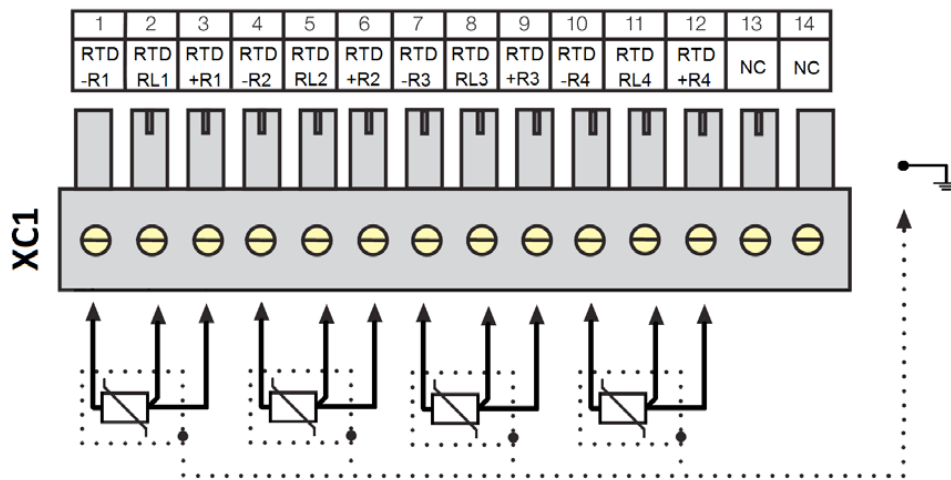 1 2 3 4 5 6 7 8 9 10 11 12 13 14
RTD RTD RTD RTD RTD RTD RTD RTD RTD RTD RTD RTD NC NC
-R1 RL1 +R1 -R2 RL2 +R2 -R3 RL3 +R3 -R4 RL4 +R4
XC1